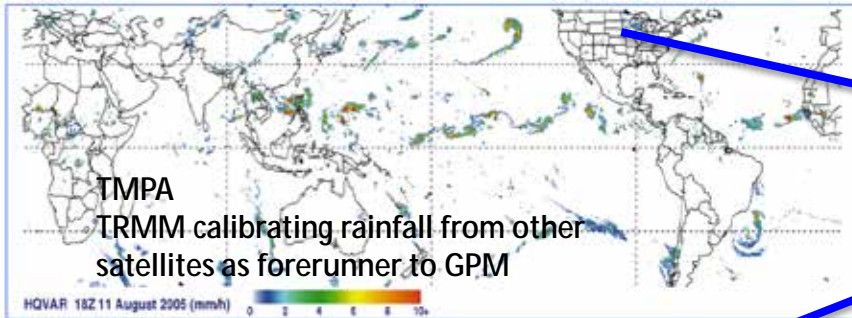 TMPA
TRMM calibrating rainfall from other
satellites as forerunner to GPM
HQVAR 18Z 11 August 2005 (mm/h) 0 2 4 6 8 10+